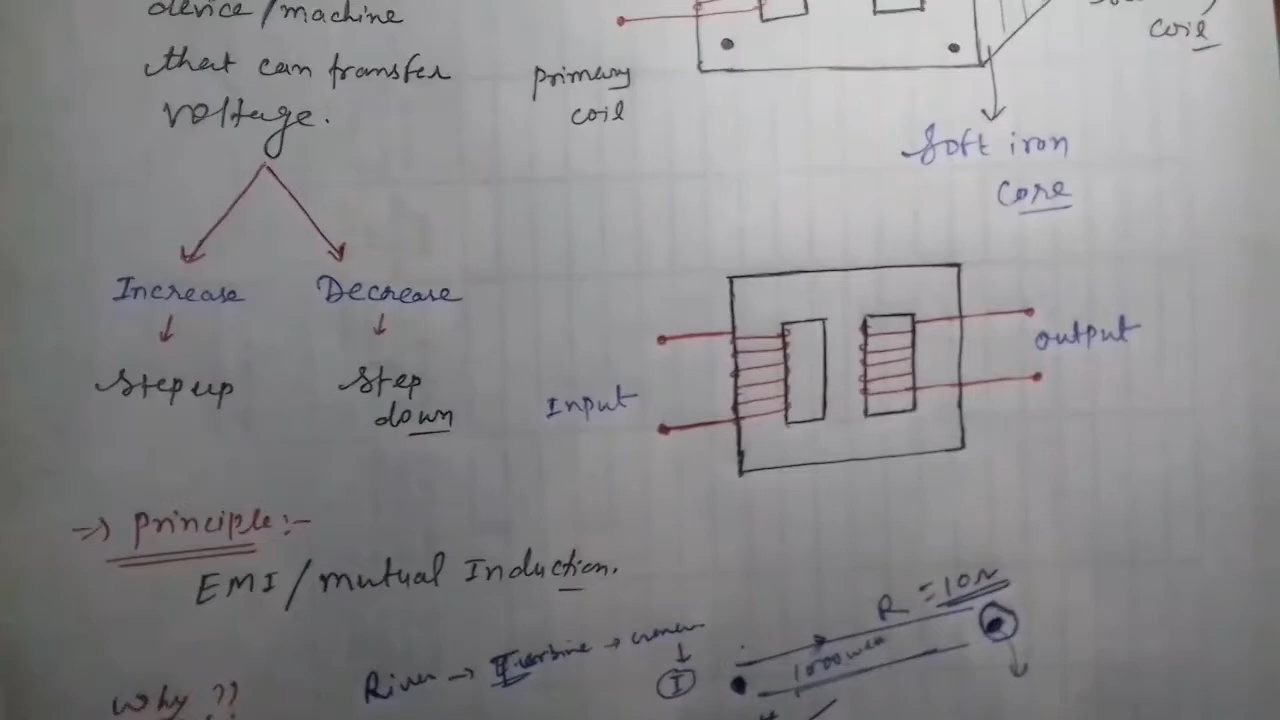 device/machine
that can transfer
voltage.
Increase
Step up
Decrease
Step
down
primary
coil
coil
Soft iron
core
Input
output
-> Principle:-
EMI/mutual Induction.
R = 10Ω
River → Turbine →
I
Why ??